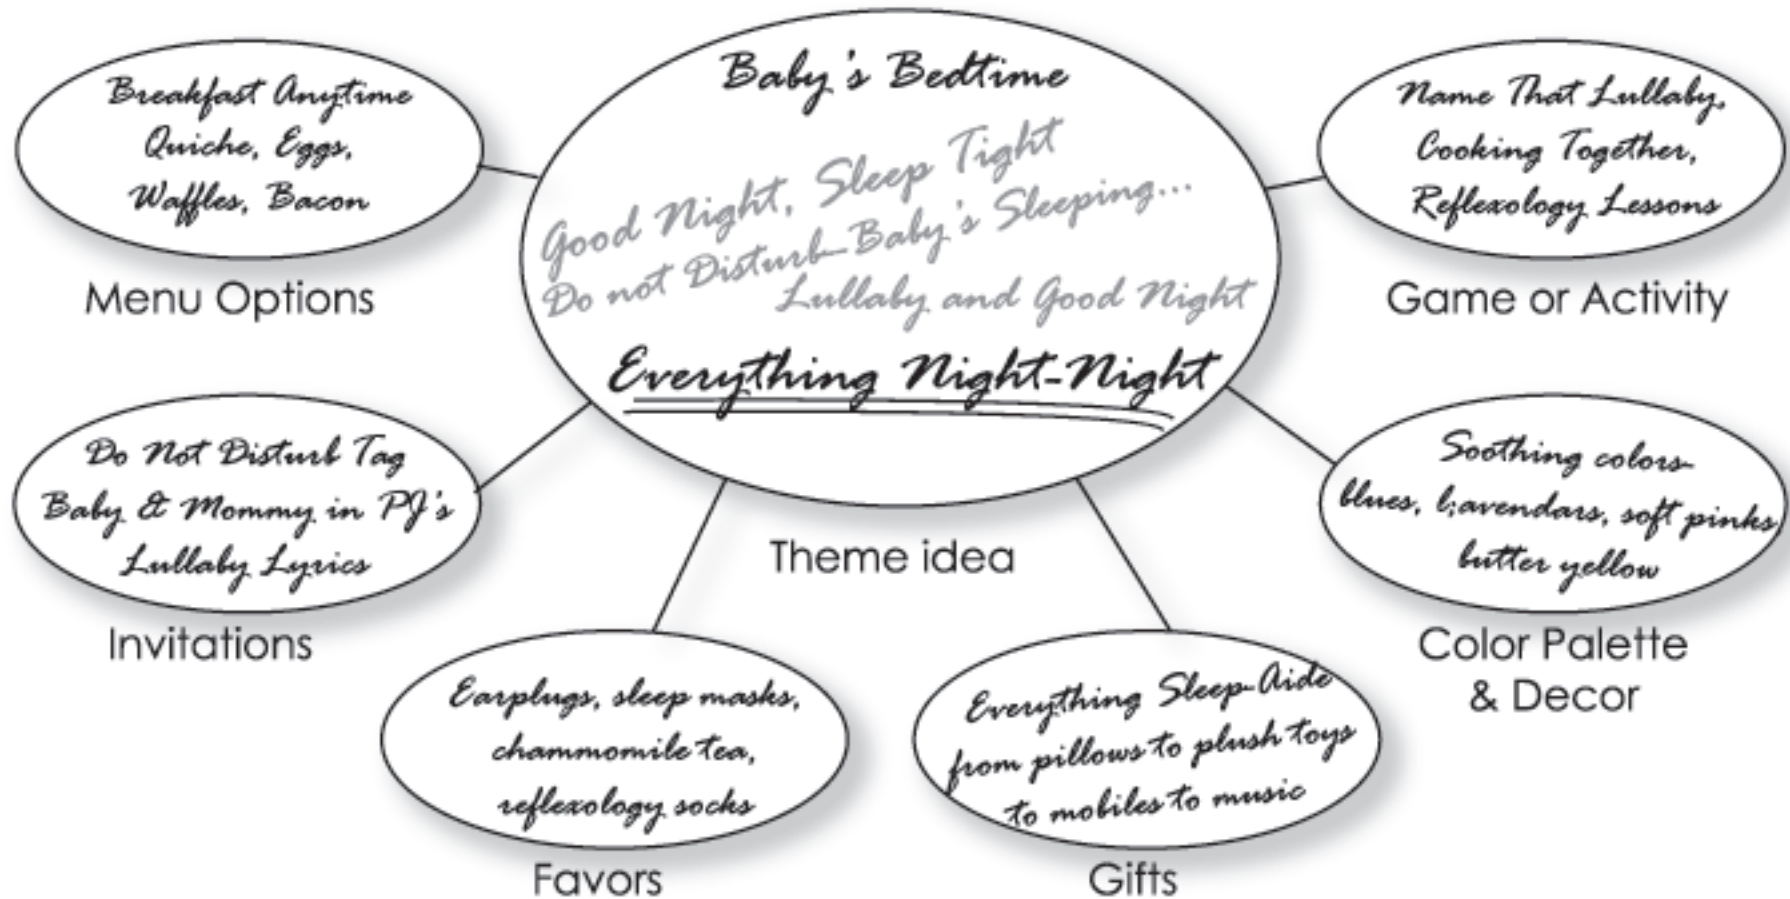 Baby's Bedtime
Good Night, Sleep Tight
Do not Disturb-Baby's Sleeping...
Lullaby and Good Night
Everything Night-Night
Theme idea
Breakfast Anytime
Quiche, Eggs,
Waffles, Bacon
Menu Options
Do Not Disturb Tag
Baby & Mommy in PJ's
Lullaby Lyrics
Invitations
Earplugs, sleep masks,
chammomile tea,
reflexology socks
Favors
Everything Sleep-Aide
from pillows to plush toys
to mobiles to music
Gifts
Soothing colors-
blues, l;avendars, soft pinks
butter yellow
Color Palette
& Decor
Name That Lullaby,
Cooking Together,
Reflexology Lessons
Game or Activity